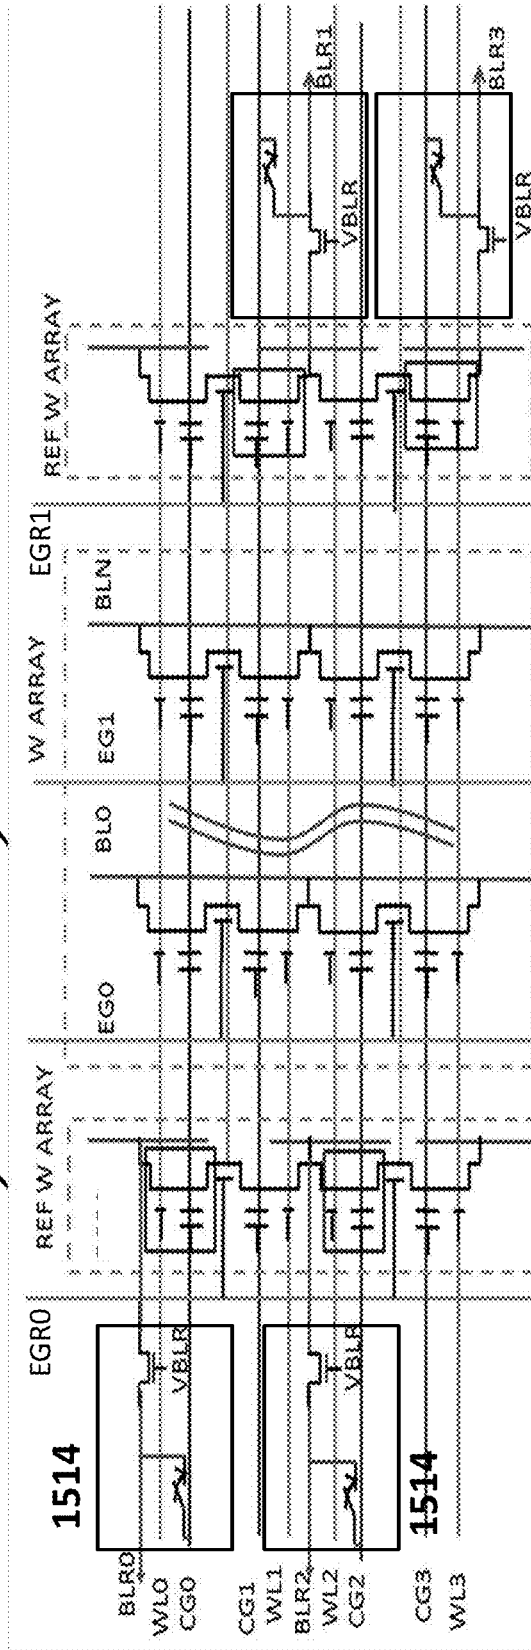 1514
1514
EGR0
REF W ARRAY
W ARRAY
EGR1
REF W ARRAY
EG0
BL0
EG1
BLN
BLR0
WL0
CG0
CG1
WL1
BLR2
WL2
CG2
CG3
WL3
VBLR
VBLR
VBLR
VBLR
BLR1
BLR3